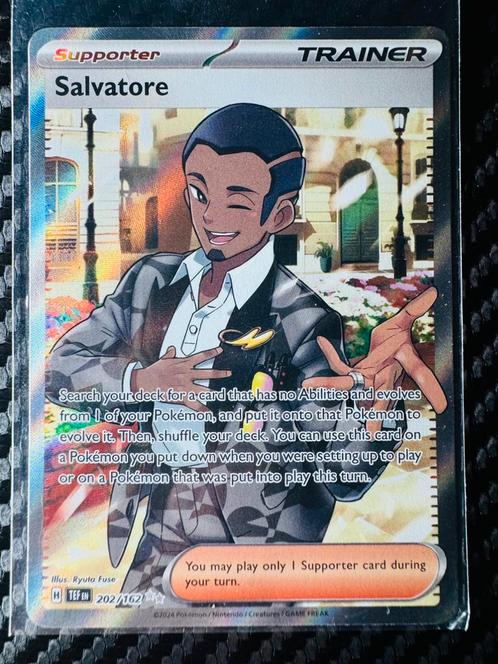 Supporter TRAINER
Salvatore
Search your deck for a card that has no Abilities and evolves
from 1 of your Pokémon, and put it onto that Pokémon to
evolve it. Then, shuffle your deck. You can use this card on
a Pokémon you put down when you were setting up to play
or on a Pokémon that was put into play this turn.
You may play only 1 Supporter card during
your turn.
Illus. Ryuta Fuse
H TEF EN 202/162
©2024 Pokémon / Nintendo / Creatures / GAME FREAK